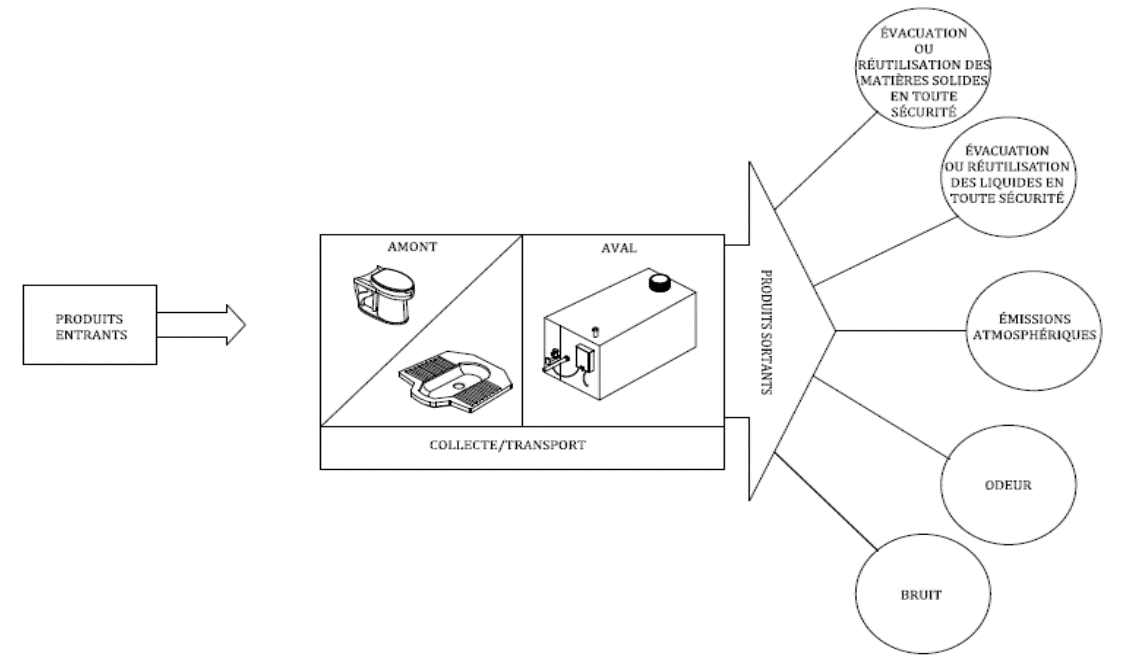 PRODUITS
ENTRANTS
AMONT
AVAL
COLLECTE/TRANSPORT
PRODUITS SORTANTS
ÉVACUATION
OU
RÉUTILISATION DES
MATIÈRES SOLIDES
EN TOUTE
SÉCURITÉ
ÉVACUATION
OU RÉUTILISATION
DES LIQUIDES EN
TOUTE SÉCURITÉ
ÉMISSIONS
ATMOSPHÉRIQUES
ODEUR
BRUIT